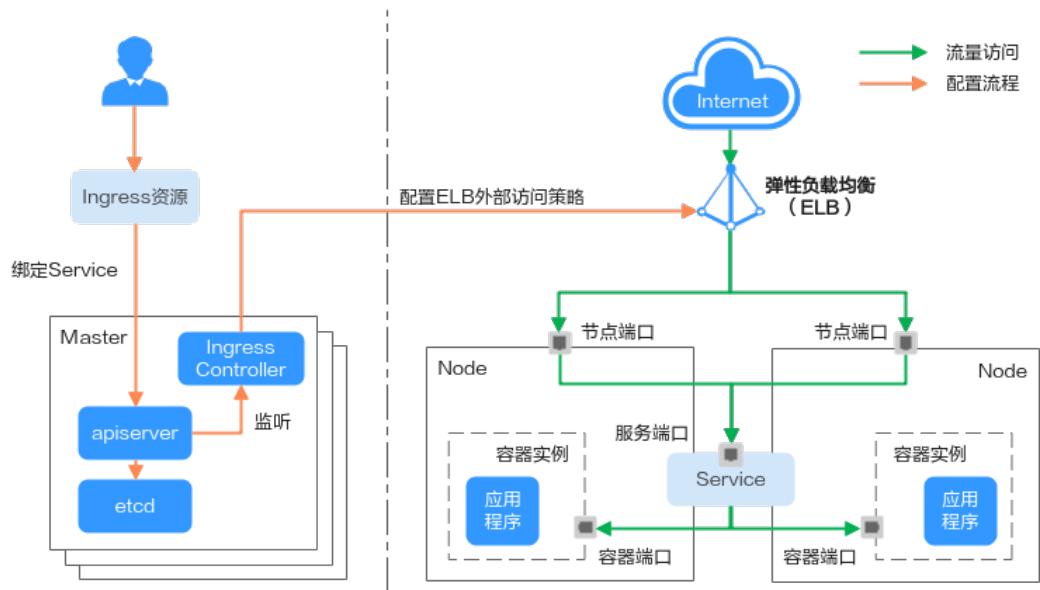 流量访问
配置流程
Internet
Ingress资源
配置ELB外部访问策略
弹性负载均衡
（ELB）
绑定Service
Master
Ingress
Controller
apiserver
监听
etcd
节点端口
节点端口
Node
Node
服务端口
容器实例
容器实例
Service
应用
程序
应用
程序
容器端口
容器端口